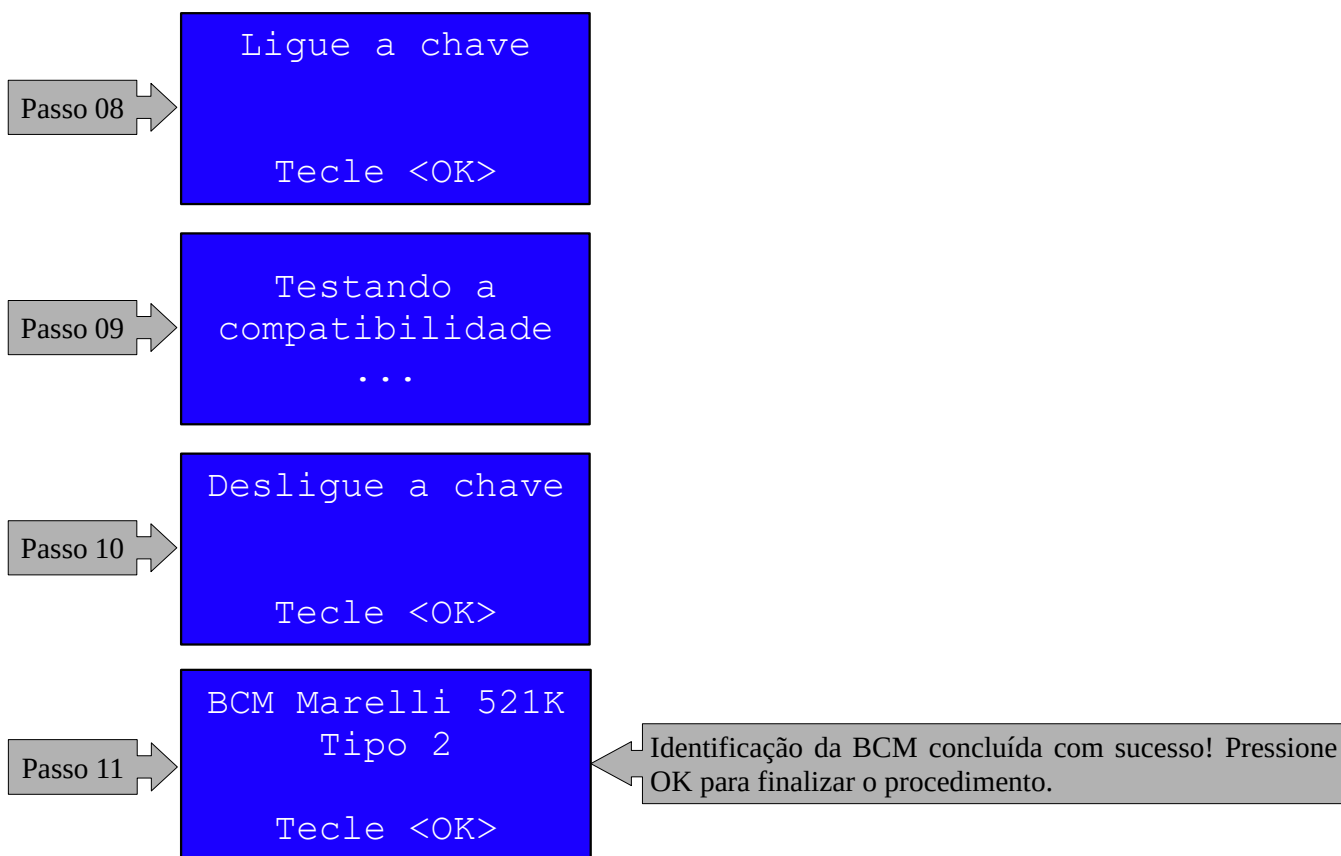 Passo 08
Ligue a chave
Tecle <OK>
Passo 09
Testando a
compatibilidade
...
Passo 10
Desligue a chave
Tecle <OK>
Passo 11
BCM Marelli 521K
Tipo 2
Tecle <OK>
Identificação da BCM concluída com sucesso! Pressione
OK para finalizar o procedimento.